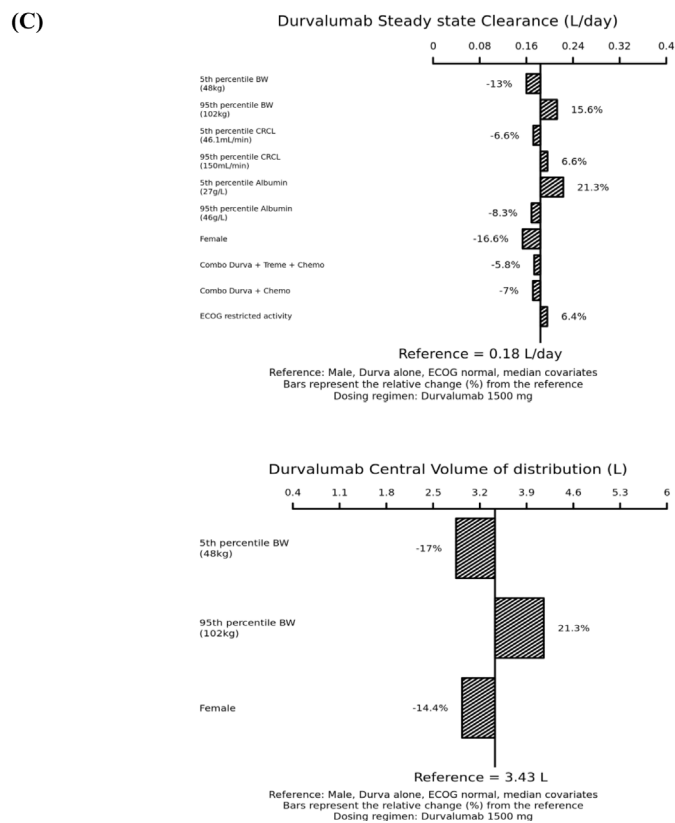 (C)
Durvalumab Steady state Clearance (L/day)
0 0.08 0.16 0.24 0.32 0.4
5th percentile BW
(48kg)
-13%
95th percentile BW
(102kg)
15.6%
5th percentile CRCL
(46.1mL/min)
-6.6%
95th percentile CRCL
(150mL/min)
6.6%
5th percentile Albumin
(27g/L)
21.3%
95th percentile Albumin
(46g/L)
-8.3%
Female
-16.6%
Combo Durva + Treme + Chemo
-5.8%
Combo Durva + Chemo
-7%
ECOG restricted activity
6.4%
Reference = 0.18 L/day
Reference: Male, Durva alone, ECOG normal, median covariates
Bars represent the relative change (%) from the reference
Dosing regimen: Durvalumab 1500 mg
Durvalumab Central Volume of distribution (L)
0.4 1.1 1.8 2.5 3.2 3.9 4.6 5.3 6
5th percentile BW
(48kg)
-17%
95th percentile BW
(102kg)
21.3%
Female
-14.4%
Reference = 3.43 L
Reference: Male, Durva alone, ECOG normal, median covariates
Bars represent the relative change (%) from the reference
Dosing regimen: Durvalumab 1500 mg